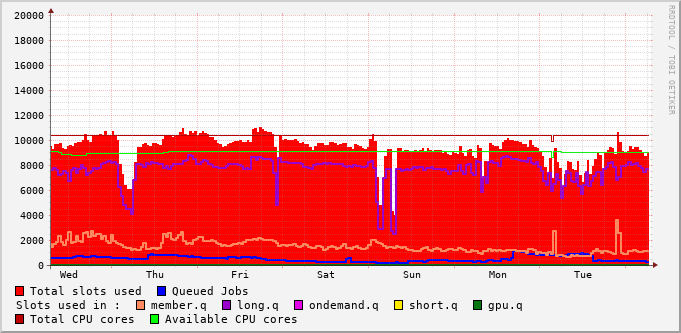 20000
18000
16000
14000
12000
10000
8000
6000
4000
2000
0
Wed Thu Fri Sat Sun Mon Tue
Total slots used Queued Jobs
Slots used in : member.q long.q ondemand.q short.q gpu.q
Total CPU cores Available CPU cores
RRDTOOL / TOBI OETIKER